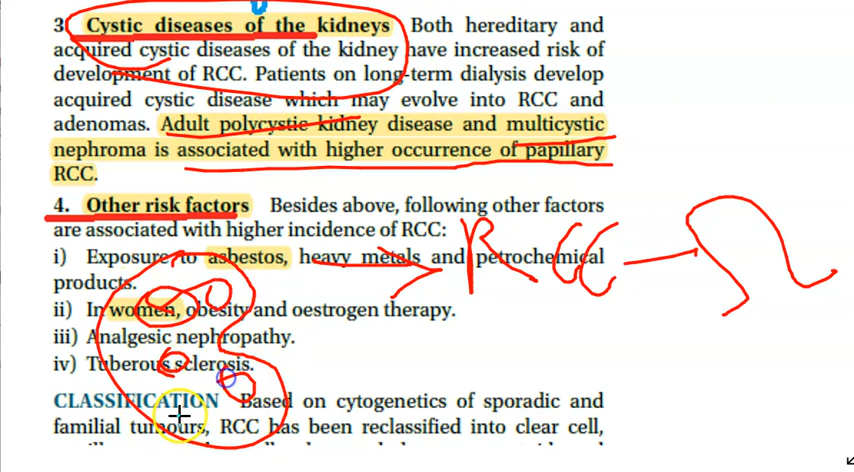 3. Cystic diseases of the kidneys Both hereditary and
acquired cystic diseases of the kidney have increased risk of
development of RCC. Patients on long-term dialysis develop
acquired cystic disease which may evolve into RCC and
adenomas. Adult polycystic kidney disease and multicystic
nephroma is associated with higher occurrence of papillary
RCC.
4. Other risk factors Besides above, following other factors
are associated with higher incidence of RCC:
i) Exposure to asbestos, heavy metals and petrochemical
products.
RCC
ii) In women, obesity and oestrogen therapy.
iii) Analgesic nephropathy.
iv) Tuberous sclerosis.
CLASSIFICATION Based on cytogenetics of sporadic and
familial tumours, RCC has been reclassified into clear cell,